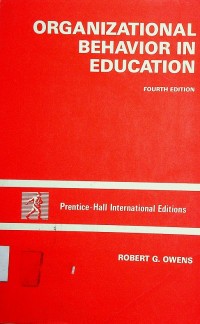 ORGANIZATIONAL
BEHAVIOR IN
EDUCATION
FOURTH EDITION
Prentice-Hall International Editions
ROBERT G. OWENS